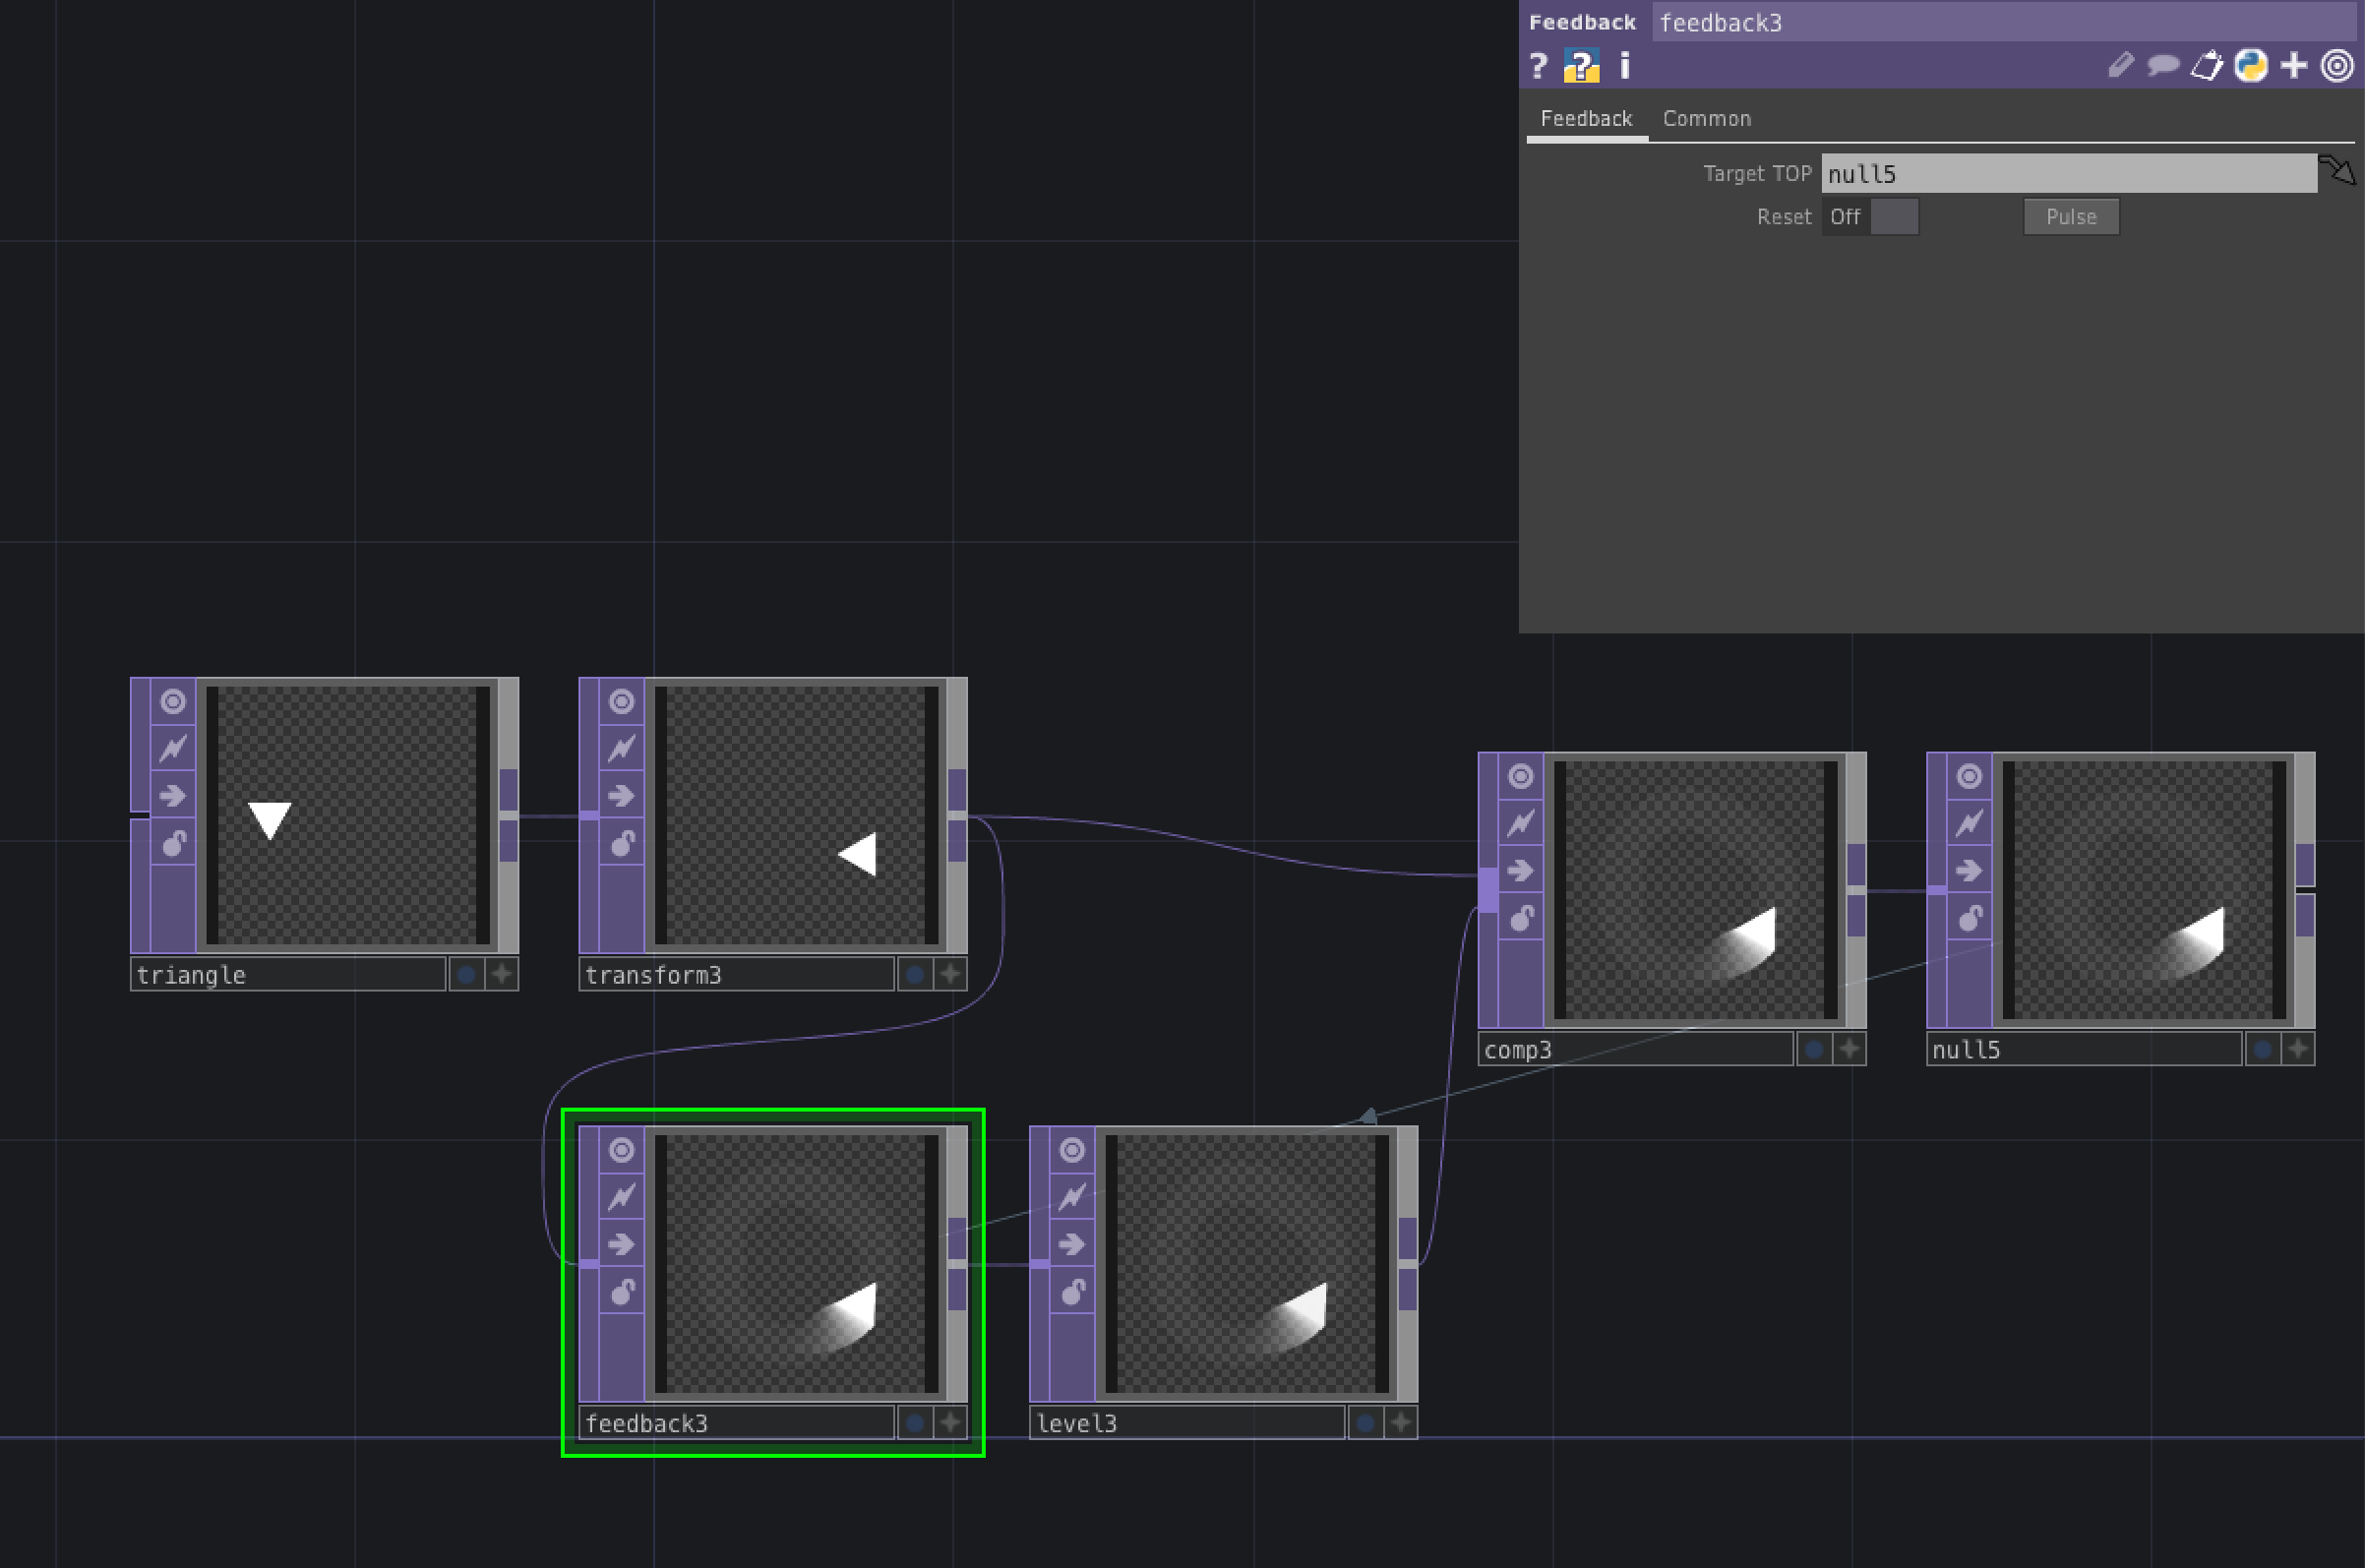 Feedback feedback3
? ? i
Feedback Common
Target TOP null5
Reset Off Pulse
triangle
transform3
comp3
null5
feedback3
level3